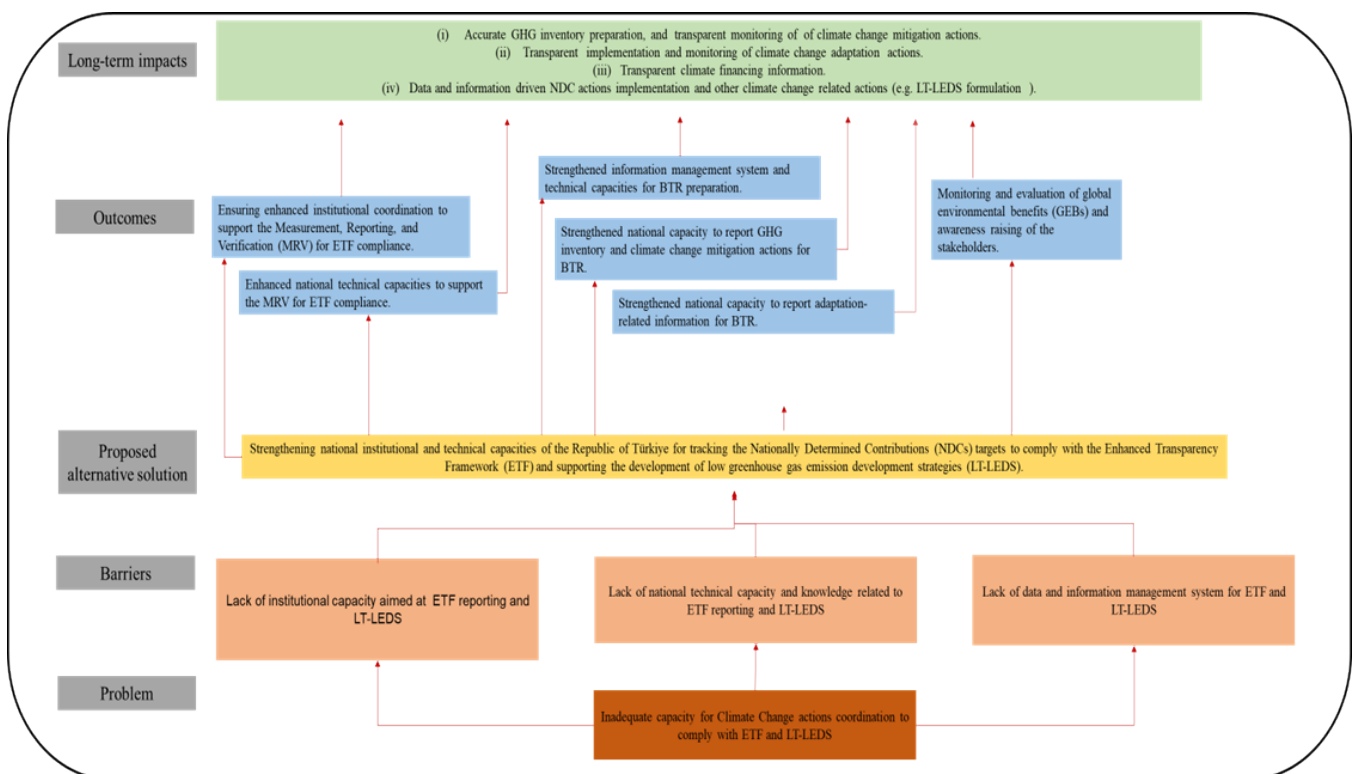 Long-term impacts
(i) Accurate GHG inventory preparation, and transparent monitoring of of climate change mitigation actions.
(ii) Transparent implementation and monitoring of climate change adaptation actions.
(iii) Transparent climate financing information.
(iv) Data and information driven NDC actions implementation and other climate change related actions (e.g. LT-LEDS formulation ).
Outcomes
Ensuring enhanced institutional coordination to
support the Measurement, Reporting, and
Verification (MRV) for ETF compliance.
Enhanced national technical capacities to support
the MRV for ETF compliance.
Strengthened information management system and
technical capacities for BTR preparation.
Strengthened national capacity to report GHG
inventory and climate change mitigation actions for
BTR.
Strengthened national capacity to report adaptation-
related information for BTR.
Monitoring and evaluation of global
environmental benefits (GEBs) and
awareness raising of the
stakeholders.
Proposed
alternative solution
Strengthening national institutional and technical capacities of the Republic of Türkiye for tracking the Nationally Determined Contributions (NDCs) targets to comply with the Enhanced Transparency
Framework (ETF) and supporting the development of low greenhouse gas emission development strategies (LT-LEDS).
Barriers
Lack of institutional capacity aimed at ETF reporting and
LT-LEDS
Lack of national technical capacity and knowledge related to
ETF reporting and LT-LEDS
Lack of data and information management system for ETF and
LT-LEDS
Problem
Inadequate capacity for Climate Change actions coordination to
comply with ETF and LT-LEDS